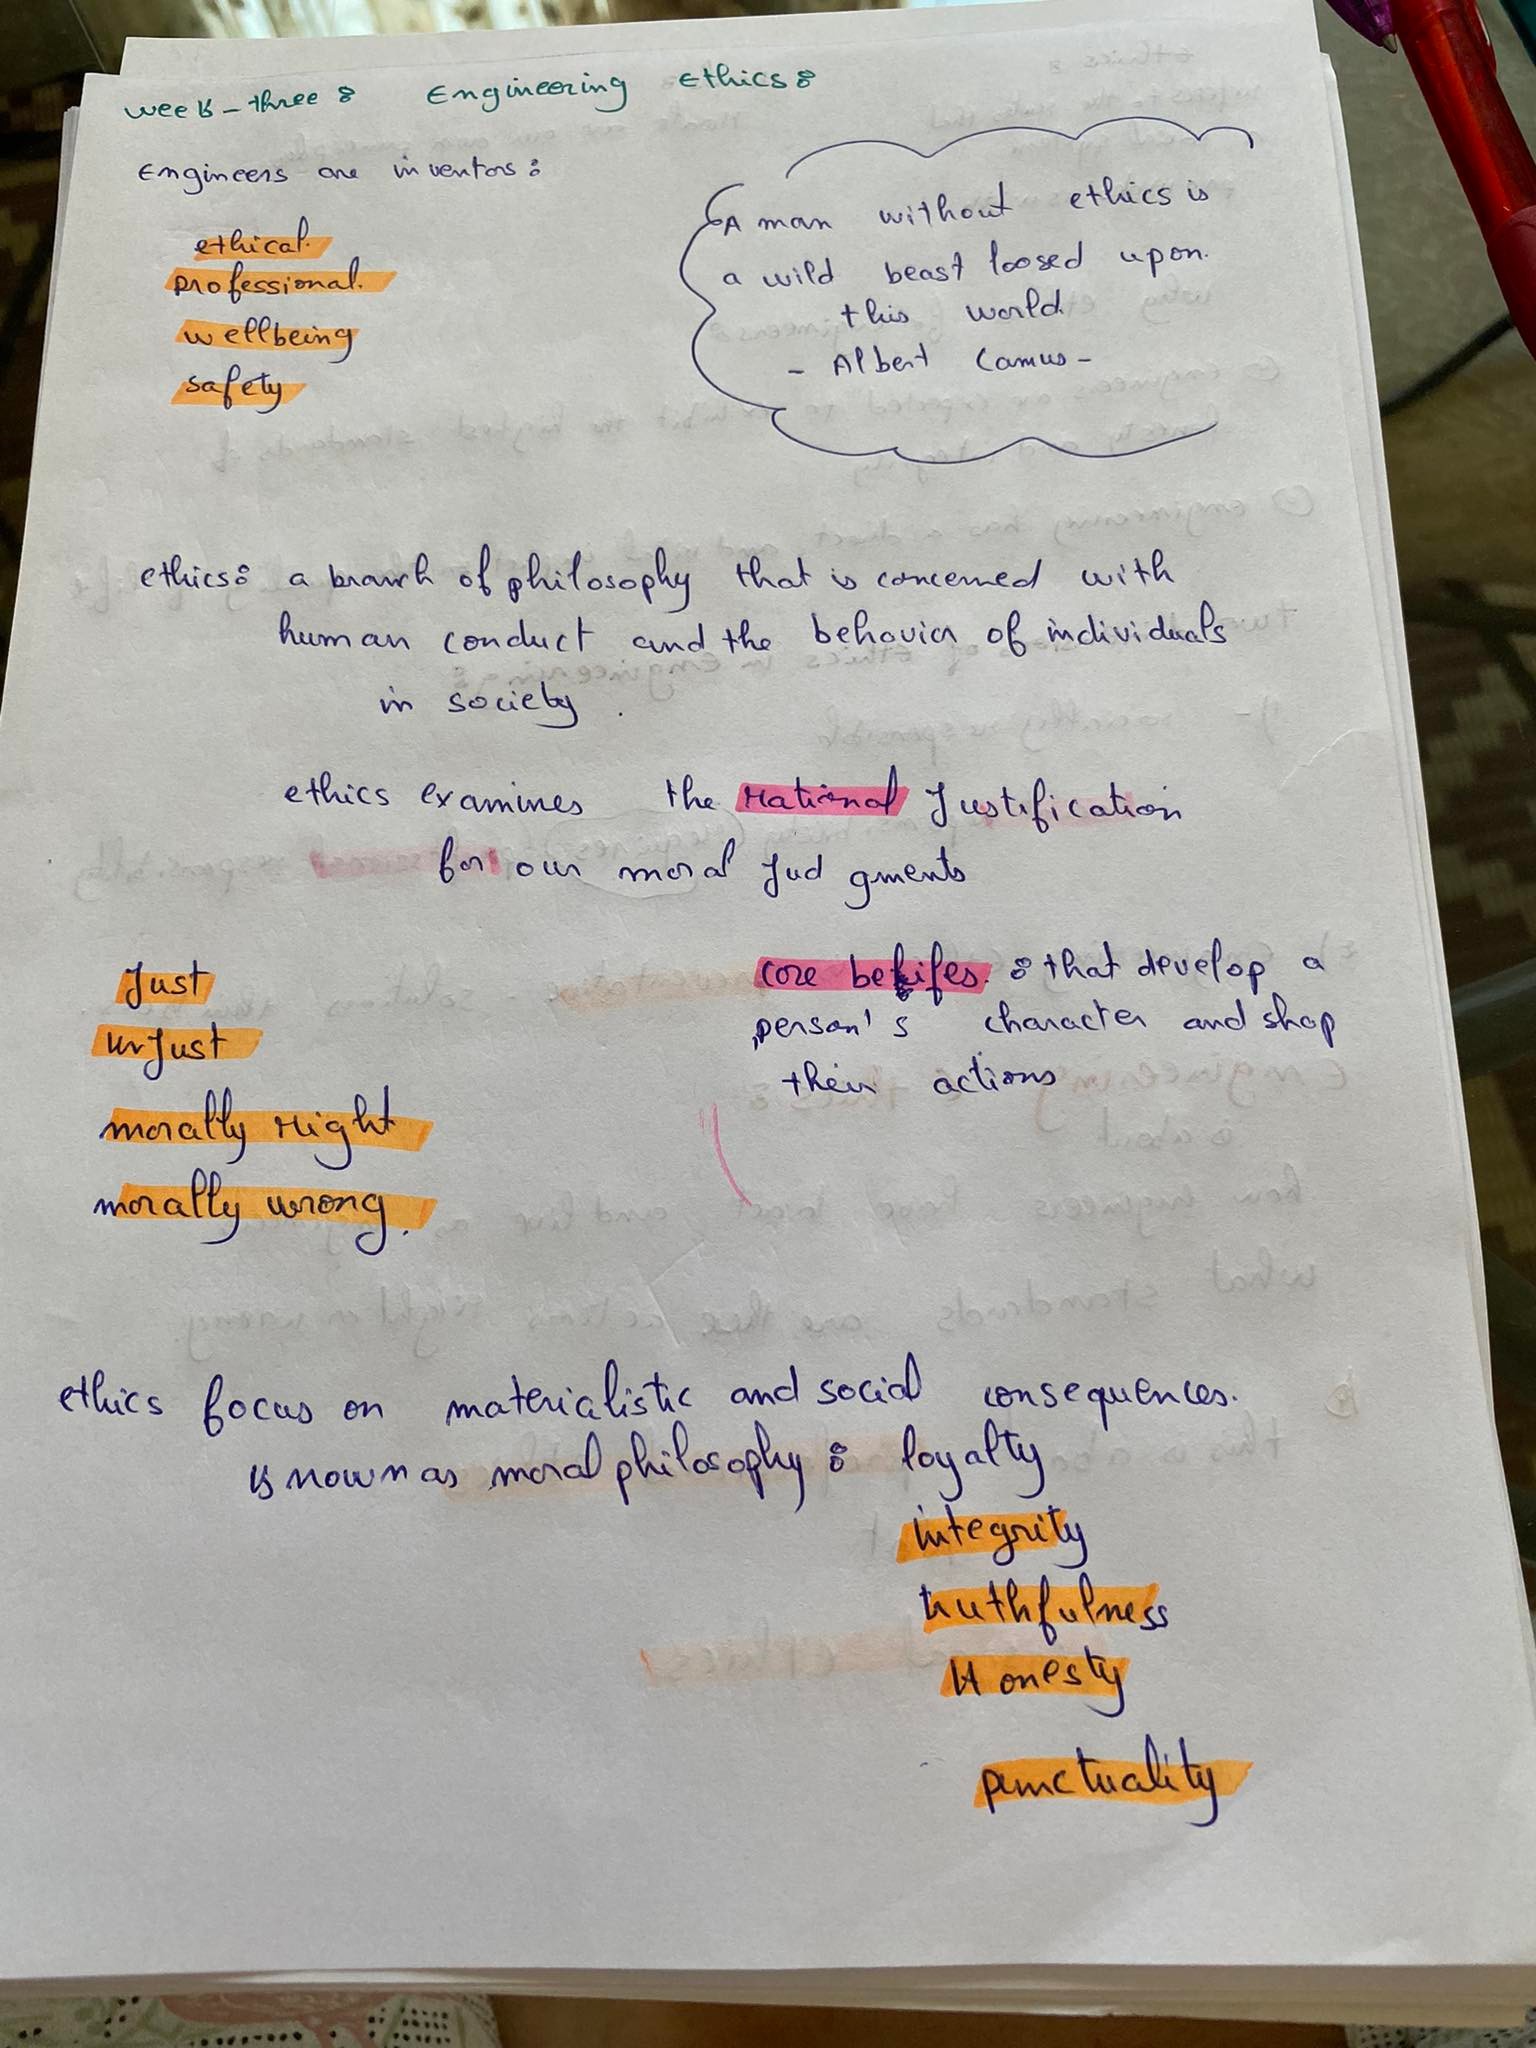 week-three: Engineering Ethics:
Engineers are inventors:
ethical.
professional.
wellbeing
safety
A man without ethics is
a wild beast loosed upon.
this world.
- Albert Camus -
ethics: a branch of philosophy that is concerned with
human conduct and the behavior of individuals
in society.
ethics examines the rational Justification
for our moral Judgments
Just
unJust
morally right
morally wrong.
core belifes. : that develop a
person's character and shap
their actions
ethics focus on materialistic and social consequences.
known as moral philosophy : loyalty
integrity
truthfulness
Honesty
punctuality